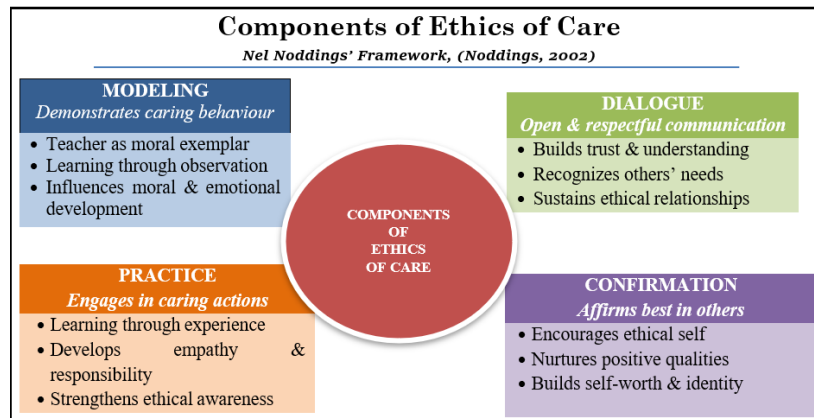 Components of Ethics of Care
Nel Noddings' Framework, (Noddings, 2002)
MODELING
Demonstrates caring behaviour
• Teacher as moral exemplar
• Learning through observation
• Influences moral & emotional
development
DIALOGUE
Open & respectful communication
• Builds trust & understanding
• Recognizes others' needs
• Sustains ethical relationships
COMPONENTS
OF
ETHICS
OF CARE
PRACTICE
Engages in caring actions
• Learning through experience
• Develops empathy &
responsibility
• Strengthens ethical awareness
CONFIRMATION
Affirms best in others
• Encourages ethical self
• Nurtures positive qualities
• Builds self-worth & identity